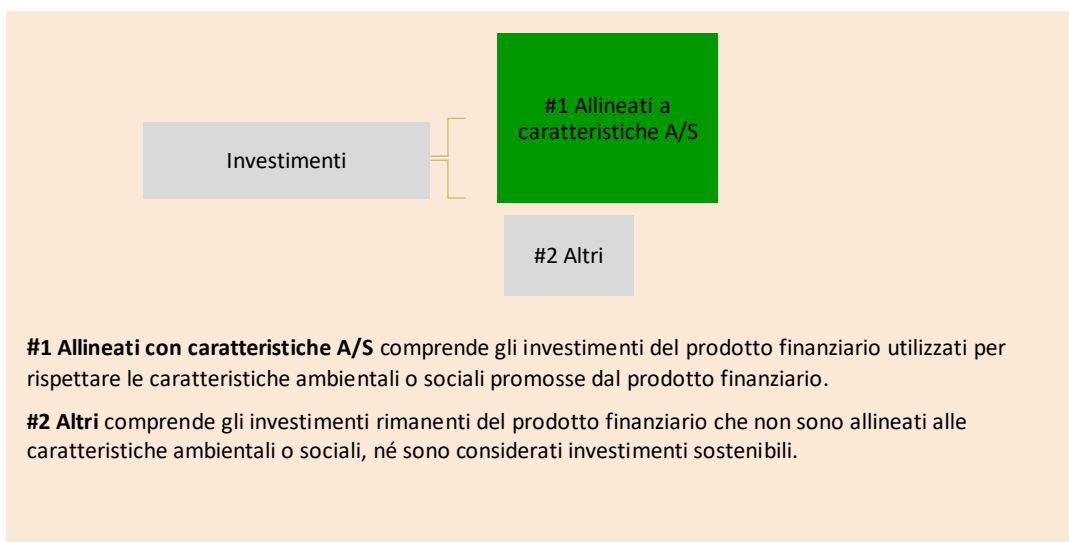 #1 Allineati a
caratteristiche A/S
Investimenti
#2 Altri
#1 Allineati con caratteristiche A/S comprende gli investimenti del prodotto finanziario utilizzati per
rispettare le caratteristiche ambientali o sociali promosse dal prodotto finanziario.
#2 Altri comprende gli investimenti rimanenti del prodotto finanziario che non sono allineati alle
caratteristiche ambientali o sociali, né sono considerati investimenti sostenibili.